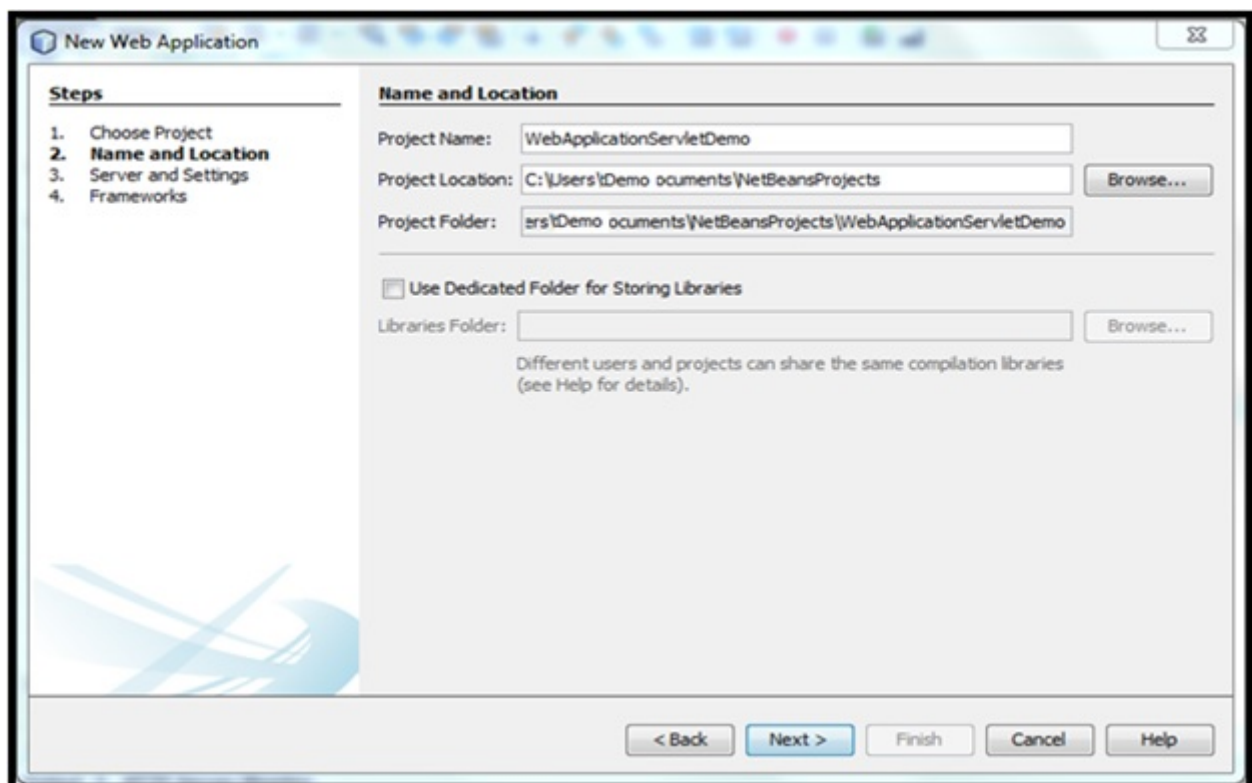 New Web Application
Steps
1. Choose Project
2. Name and Location
3. Server and Settings
4. Frameworks
Name and Location
Project Name: WebApplicationServletDemo
Project Location: C:\Users\tDemo ocuments\NetBeansProjects Browse...
Project Folder: ers\tDemo ocuments\NetBeansProjects\WebApplicationServletDemo
Use Dedicated Folder for Storing Libraries
Libraries Folder: Browse...
Different users and projects can share the same compilation libraries
(see Help for details).
< Back Next > Finish Cancel Help